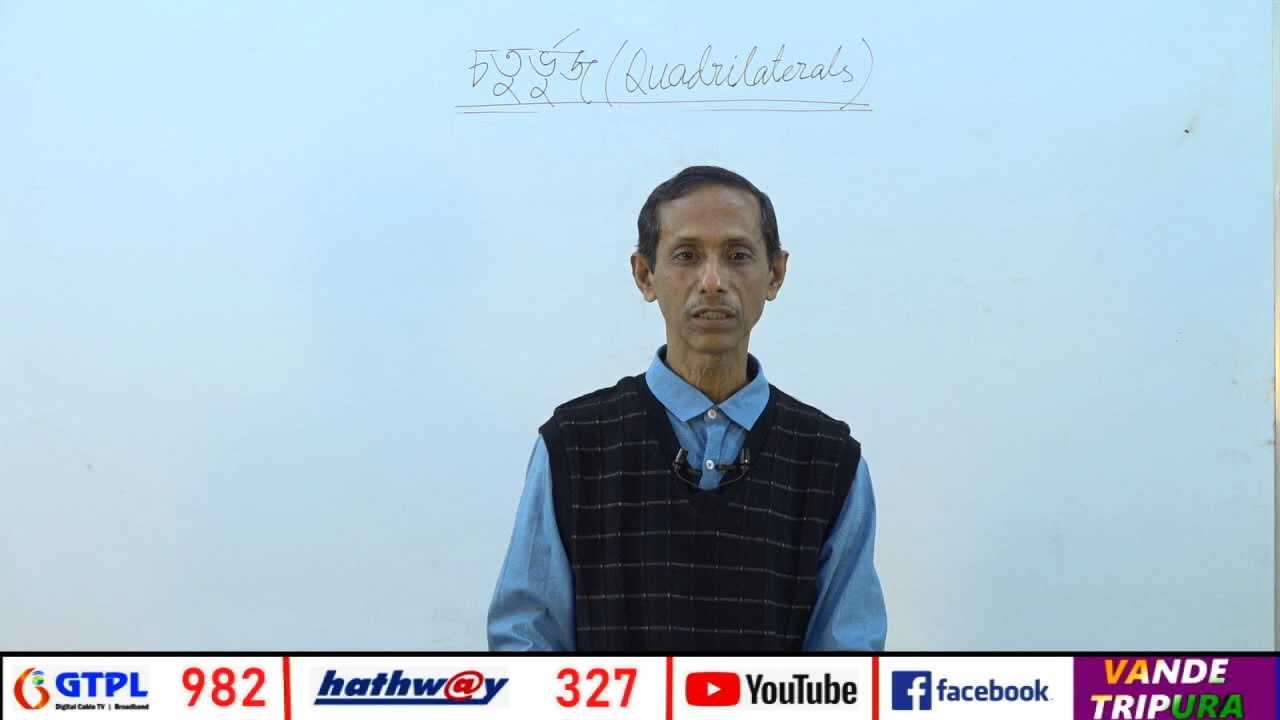 চতুর্ভুজ (Quadrilaterals)
GTPL 982 hathw@y 327 YouTube facebook. VANDE
Digital Cable TV | Broadband TRIPURA